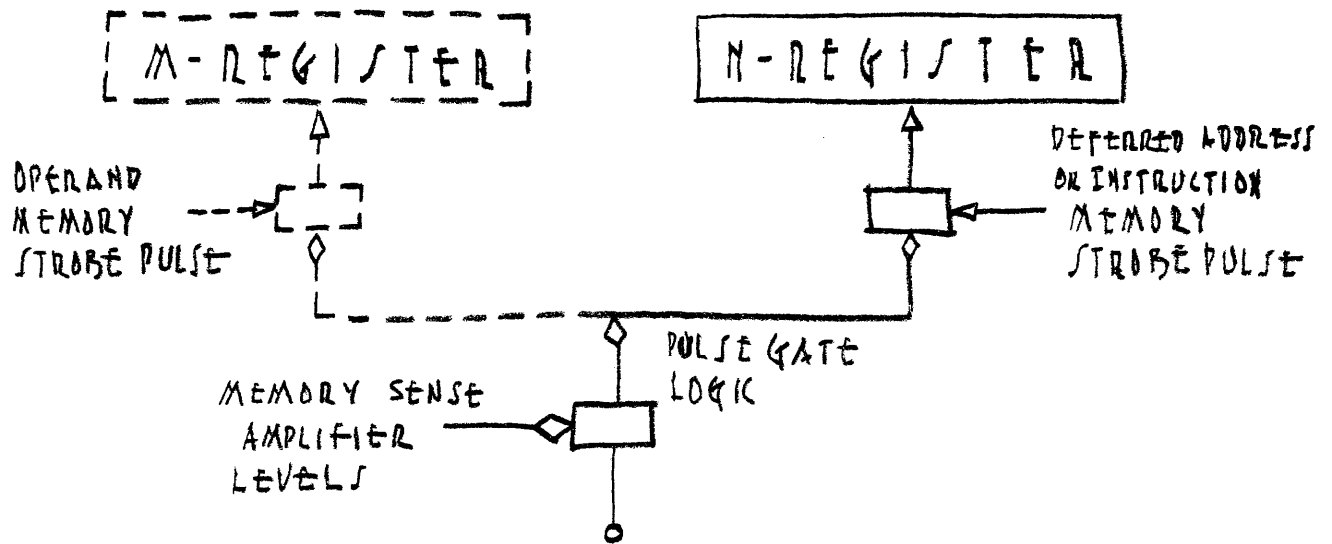 M-REGISTER
N-REGISTER
OPERAND
MEMORY
STROBE PULSE
DEFERRED ADDRESS
OR INSTRUCTION
MEMORY
STROBE PULSE
PULSE GATE
LOGIC
MEMORY SENSE
AMPLIFIER
LEVELS